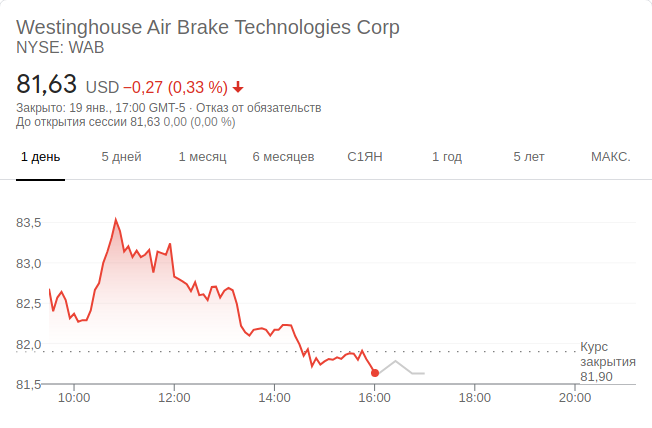 Westinghouse Air Brake Technologies Corp
NYSE: WAB
81,63 USD −0,27 (0,33 %) ↓
Закрыто: 19 янв., 17:00 GMT-5 · Отказ от обязательств
До открытия сессии 81,63 0,00 (0,00 %)
1 день 5 дней 1 месяц 6 месяцев С1ЯН 1 год 5 лет МАКС.
83,5
83,0
82,5
82,0
Курс
закрытия
81,90
81,5
10:00 12:00 14:00 16:00 18:00 20:00